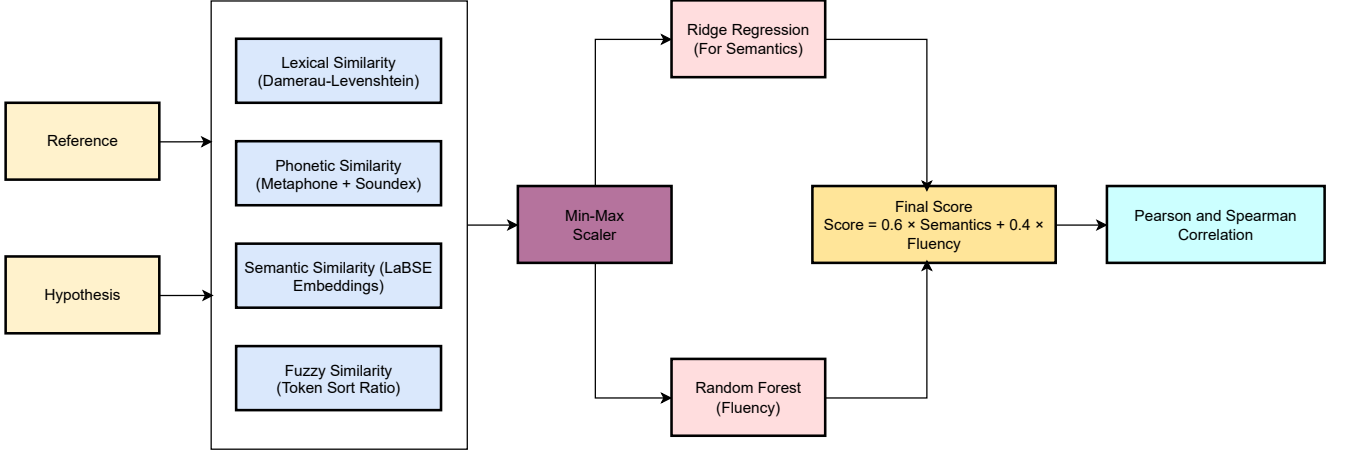 Reference
Hypothesis
Lexical Similarity
(Damerau-Levenshtein)
Phonetic Similarity
(Metaphone + Soundex)
Semantic Similarity (LaBSE
Embeddings)
Fuzzy Similarity
(Token Sort Ratio)
Min-Max
Scaler
Ridge Regression
(For Semantics)
Random Forest
(Fluency)
Final Score
Score = 0.6 × Semantics + 0.4 ×
Fluency
Pearson and Spearman
Correlation